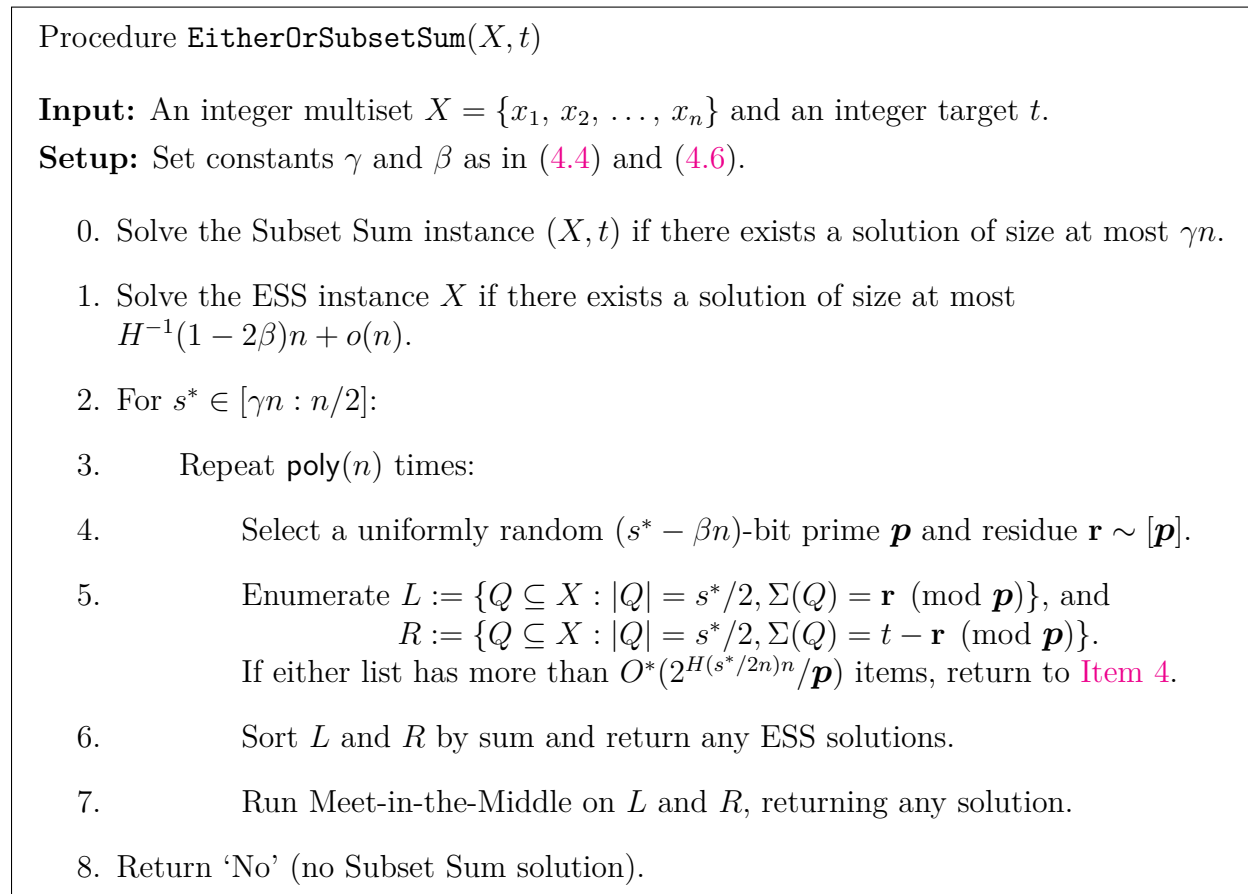 Procedure EitherOrSubsetSum(X, t)
Input: An integer multiset X = {x₁, x₂, …, xₙ} and an integer target t.
Setup: Set constants γ and β as in (4.4) and (4.6).
0. Solve the Subset Sum instance (X, t) if there exists a solution of size at most γn.
1. Solve the ESS instance X if there exists a solution of size at most
H⁻¹(1 − 2β)n + o(n).
2. For s* ∈ [γn : n/2]:
3. Repeat poly(n) times:
4. Select a uniformly random (s* − βn)-bit prime p and residue r ∼ [p].
5. Enumerate L := {Q ⊆ X : |Q| = s*/2, Σ(Q) = r (mod p)}, and
R := {Q ⊆ X : |Q| = s*/2, Σ(Q) = t − r (mod p)}.
If either list has more than O*(2^{H(s*/2n)n}/p) items, return to Item 4.
6. Sort L and R by sum and return any ESS solutions.
7. Run Meet-in-the-Middle on L and R, returning any solution.
8. Return ‘No’ (no Subset Sum solution).